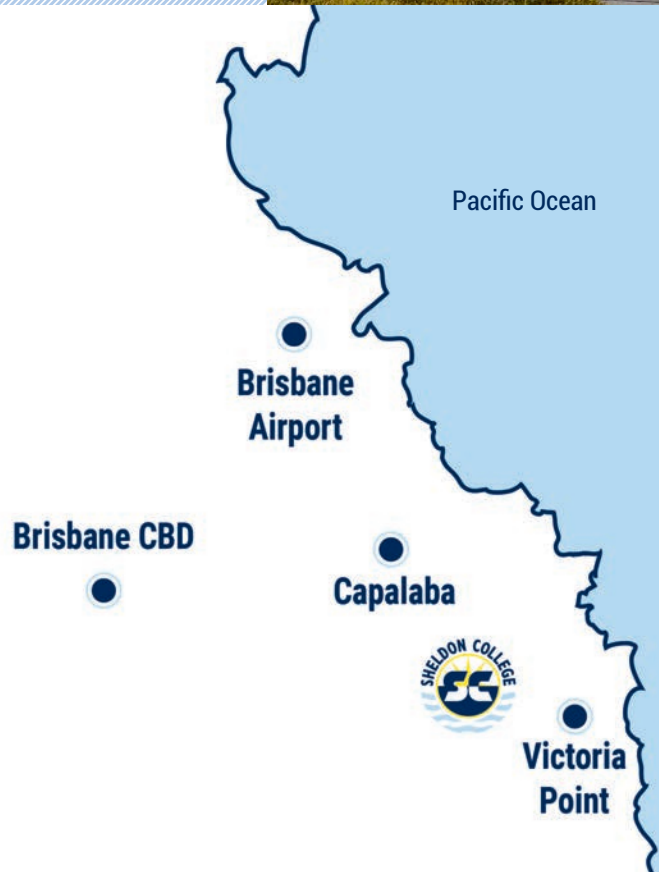 Pacific Ocean
Brisbane
Airport
Brisbane CBD
Capalaba
SHELDON COLLEGE
SC
Victoria
Point